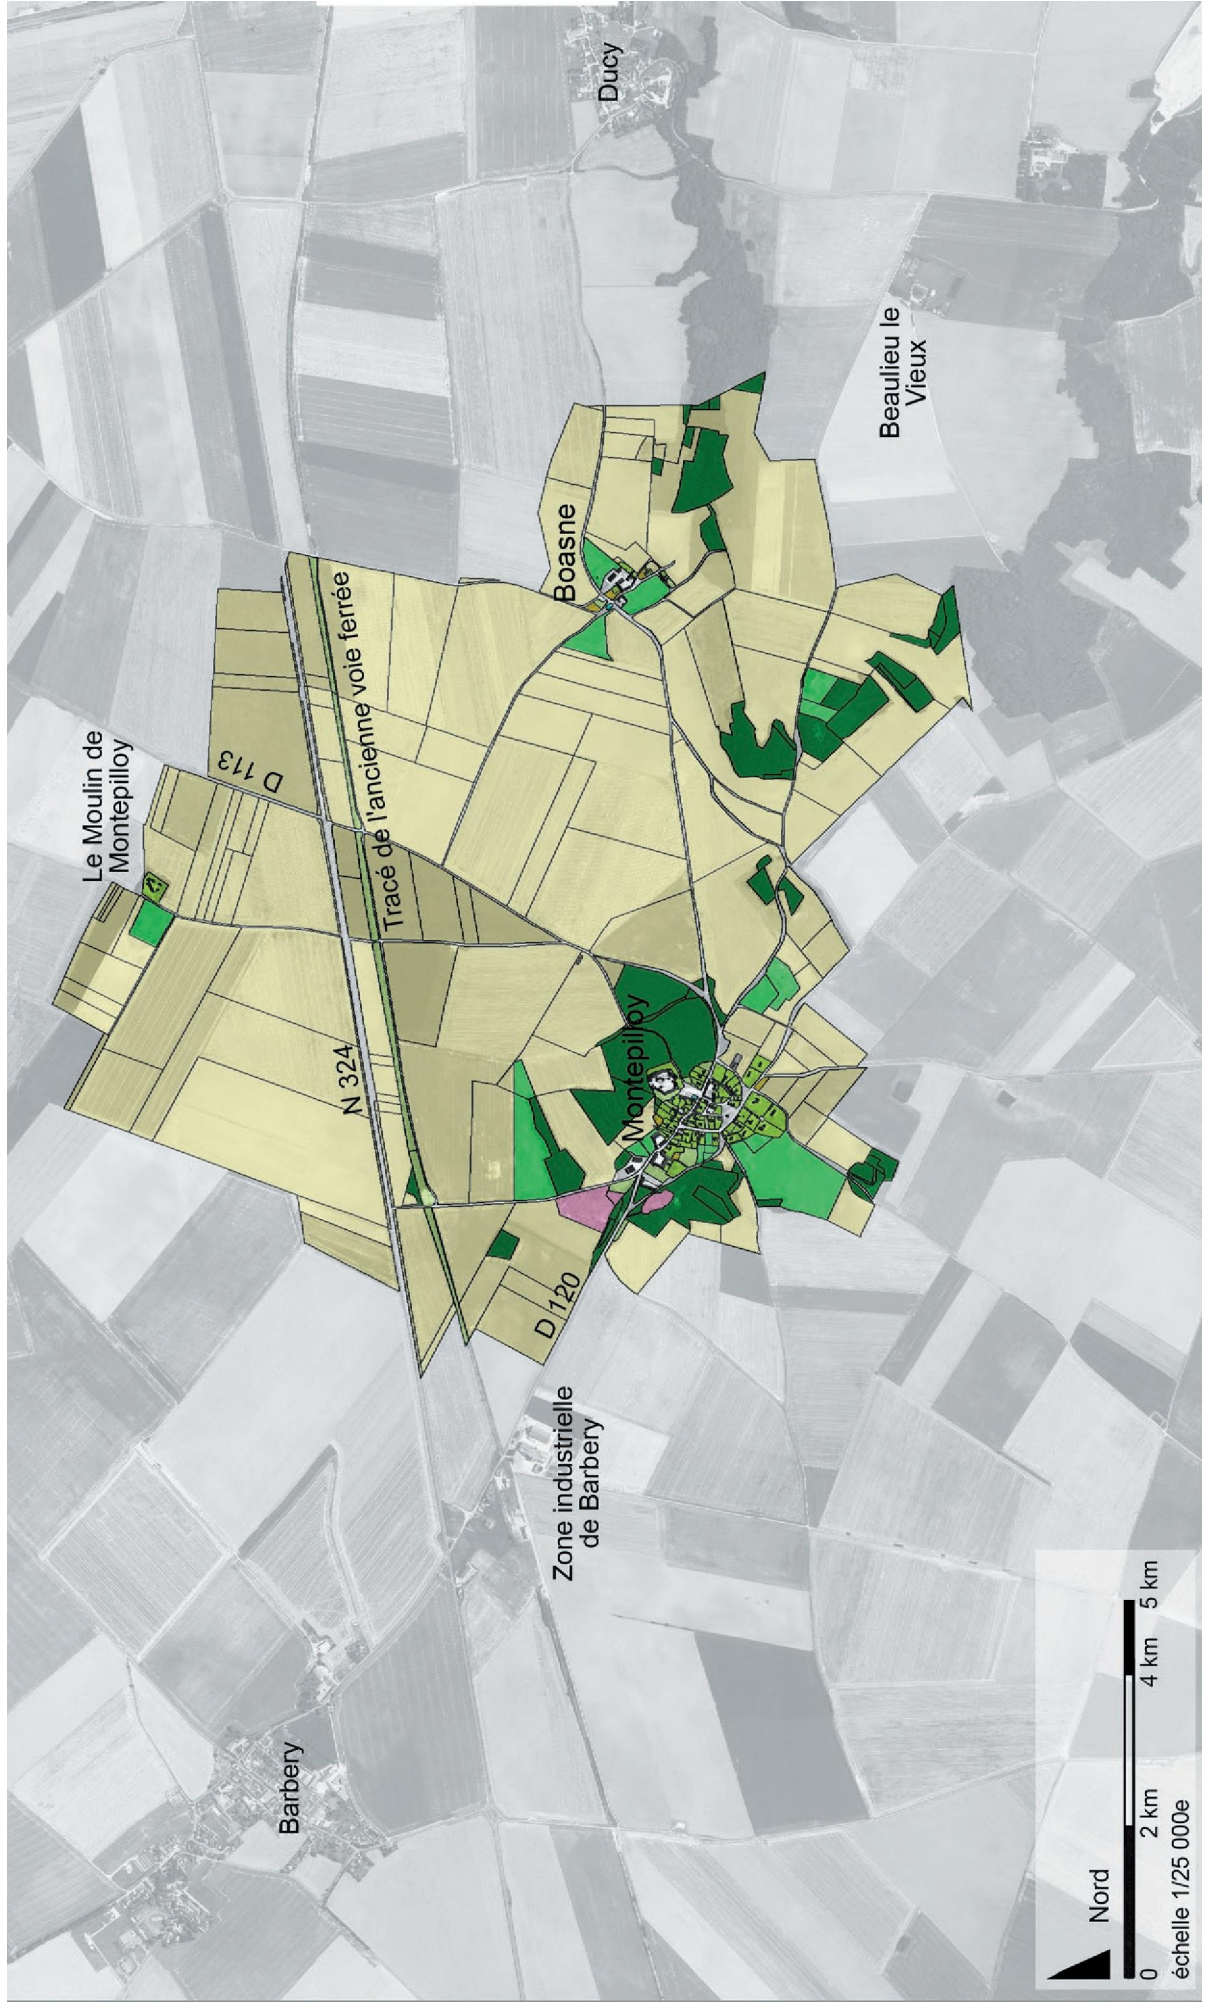 Le Moulin de
Montepilloy
D 113
N 324
Tracé de l'ancienne voie ferrée
Ducy
Boasne
Beaulieu le
Vieux
Montepilloy
D 120
Zone industrielle
de Barbery
Barbery
Nord
0 2 km 4 km 5 km
échelle 1/25 000e